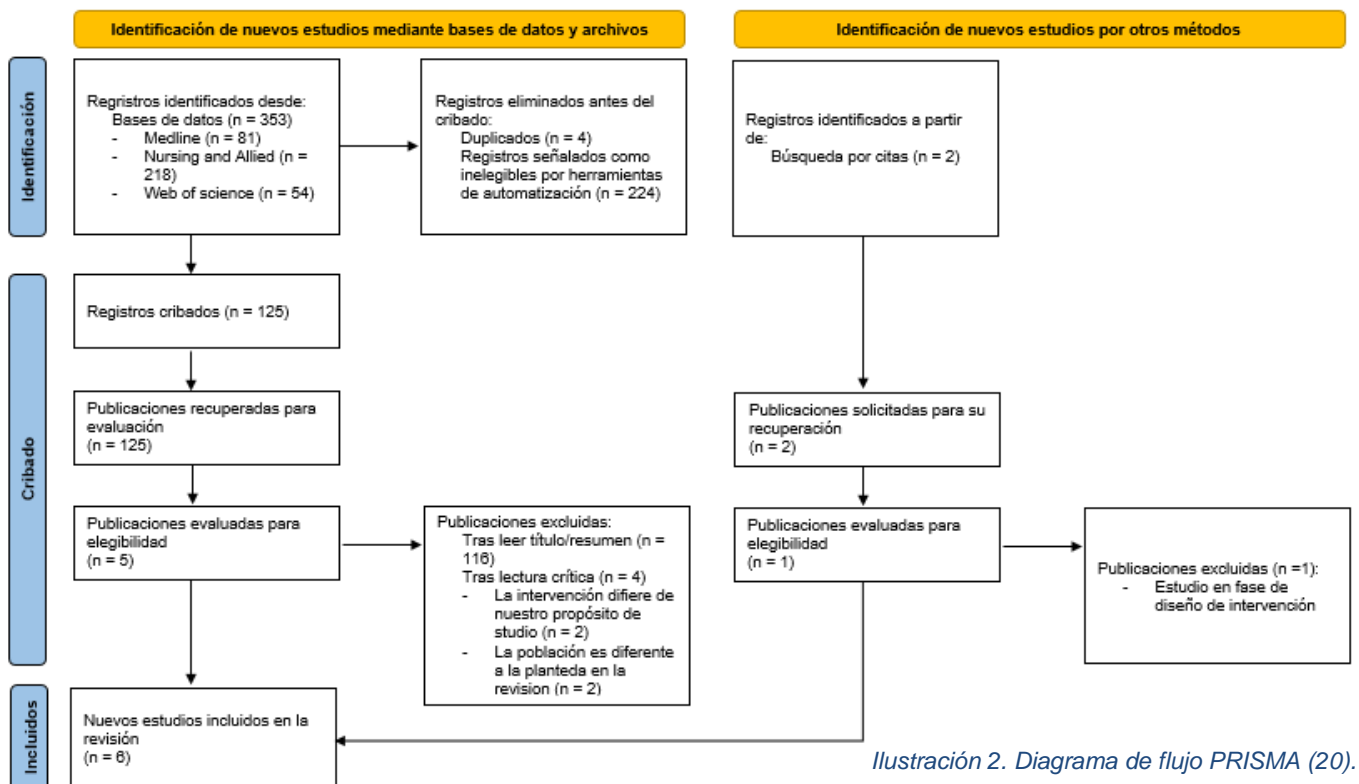 Identificación de nuevos estudios mediante bases de datos y archivos
Identificación de nuevos estudios por otros métodos
Identificación
Regristros identificados desde:
Bases de datos (n = 353)
- Medline (n = 81)
- Nursing and Allied (n =
218)
- Web of science (n = 54)
Registros eliminados antes del
cribado:
Duplicados (n = 4)
Registros señalados como
inelegibles por herramientas
de automatización (n = 224)
Registros identificados a partir
de:
Búsqueda por citas (n = 2)
Cribado
Registros cribados (n = 125)
Publicaciones recuperadas para
evaluación
(n = 125)
Publicaciones solicitadas para su
recuperación
(n = 2)
Publicaciones evaluadas para
elegibilidad
(n = 5)
Publicaciones excluidas:
Tras leer título/resumen (n =
116)
Tras lectura crítica (n = 4)
- La intervención difiere de
nuestro propósito de
studio (n = 2)
- La población es diferente
a la planteda en la
revision (n = 2)
Publicaciones evaluadas para
elegibilidad
(n = 1)
Publicaciones excluidas (n =1):
- Estudio en fase de
diseño de intervención
Incluidos
Nuevos estudios incluidos en la
revisión
(n = 6)
Ilustración 2. Diagrama de flujo PRISMA (20).